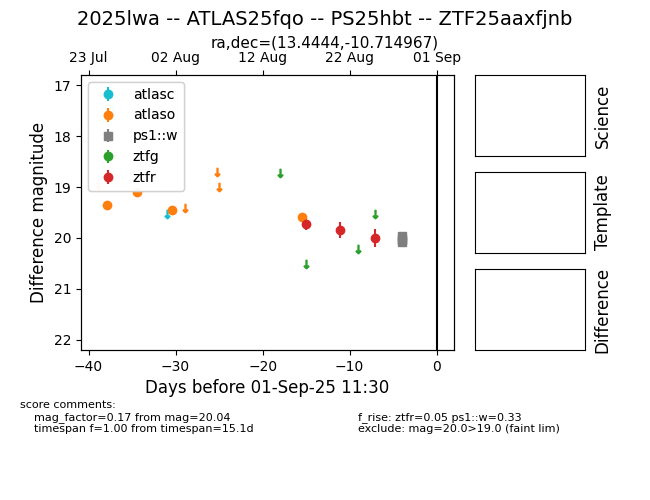 2025lwa -- ATLAS25fqo -- PS25hbt -- ZTF25aaxfjnb
ra,dec=(13.4444,-10.714967)
23 Jul 02 Aug 12 Aug 22 Aug 01 Sep
17
18
19
20
21
22
Difference magnitude
atlasc
atlaso
ps1::w
ztfg
ztfr
−40 −30 −20 −10 0
Days before 01-Sep-25 11:30
Science
Template
Difference
score comments:
mag_factor=0.17 from mag=20.04
timespan f=1.00 from timespan=15.1d
f_rise: ztfr=0.05 ps1::w=0.33
exclude: mag=20.0>19.0 (faint lim)